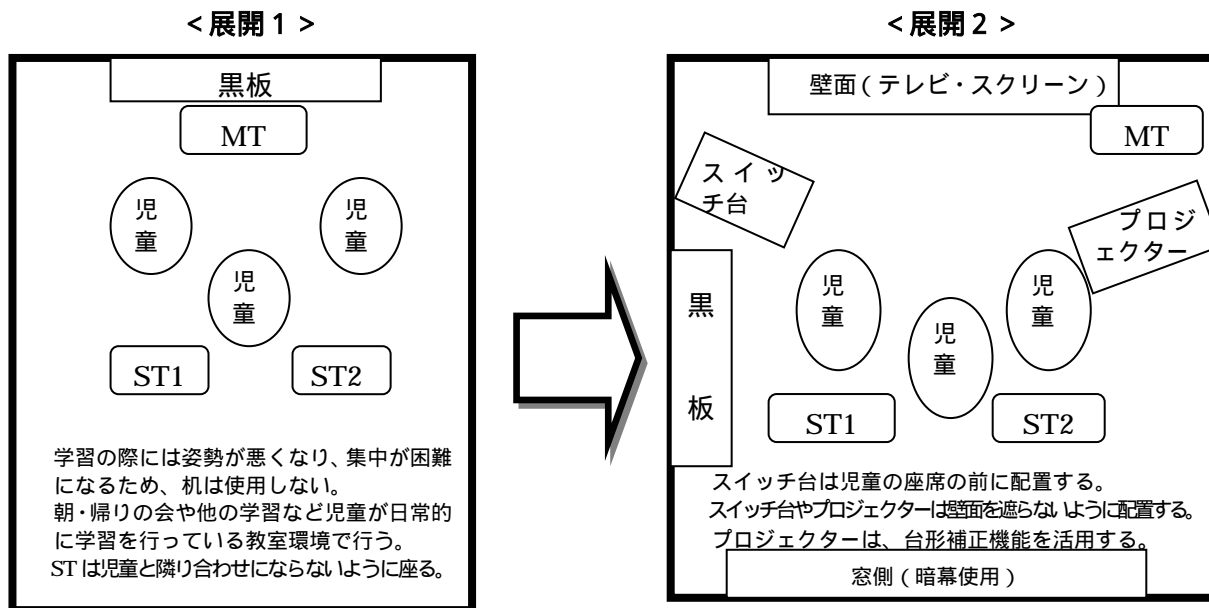 <展開1>
黒板
MT
児
童
児
童
児
童
ST1
ST2
学習の際には姿勢が悪くなり、集中が困難
になるため、机は使用しない。
朝・帰りの会や他の学習など児童が日常的
に学習を行っている教室環境で行う。
STは児童と隣り合わせにならないように座る。
<展開2>
壁面(テレビ・スクリーン)
MT
スイッ
チ台
プロジ
ェクター
黒
板
児
童
児
童
児
童
ST1
ST2
スイッチ台は児童の座席の前に配置する。
スイッチ台やプロジェクターは壁面を遮らないように配置する。
プロジェクターは、台形補正機能を活用する。
窓側(暗幕使用)